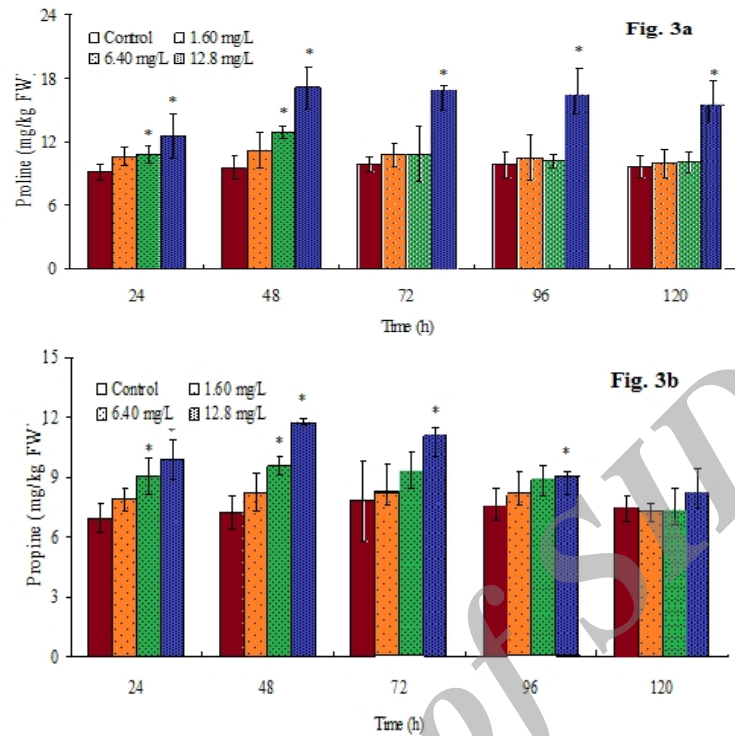 24
Fig. 3a
Control 1.60 mg/L
6.40 mg/L 12.8 mg/L
18
12
6
0
Proline (mg/kg FW)
* * * * * * *
24 48 72 96 120
Time (h)
15
Fig. 3b
Control 1.60 mg/L
6.40 mg/L 12.8 mg/L
12
9
6
3
0
Propine (mg/kg FW)
* * * * * *
24 48 72 96 120
Time (h)
of